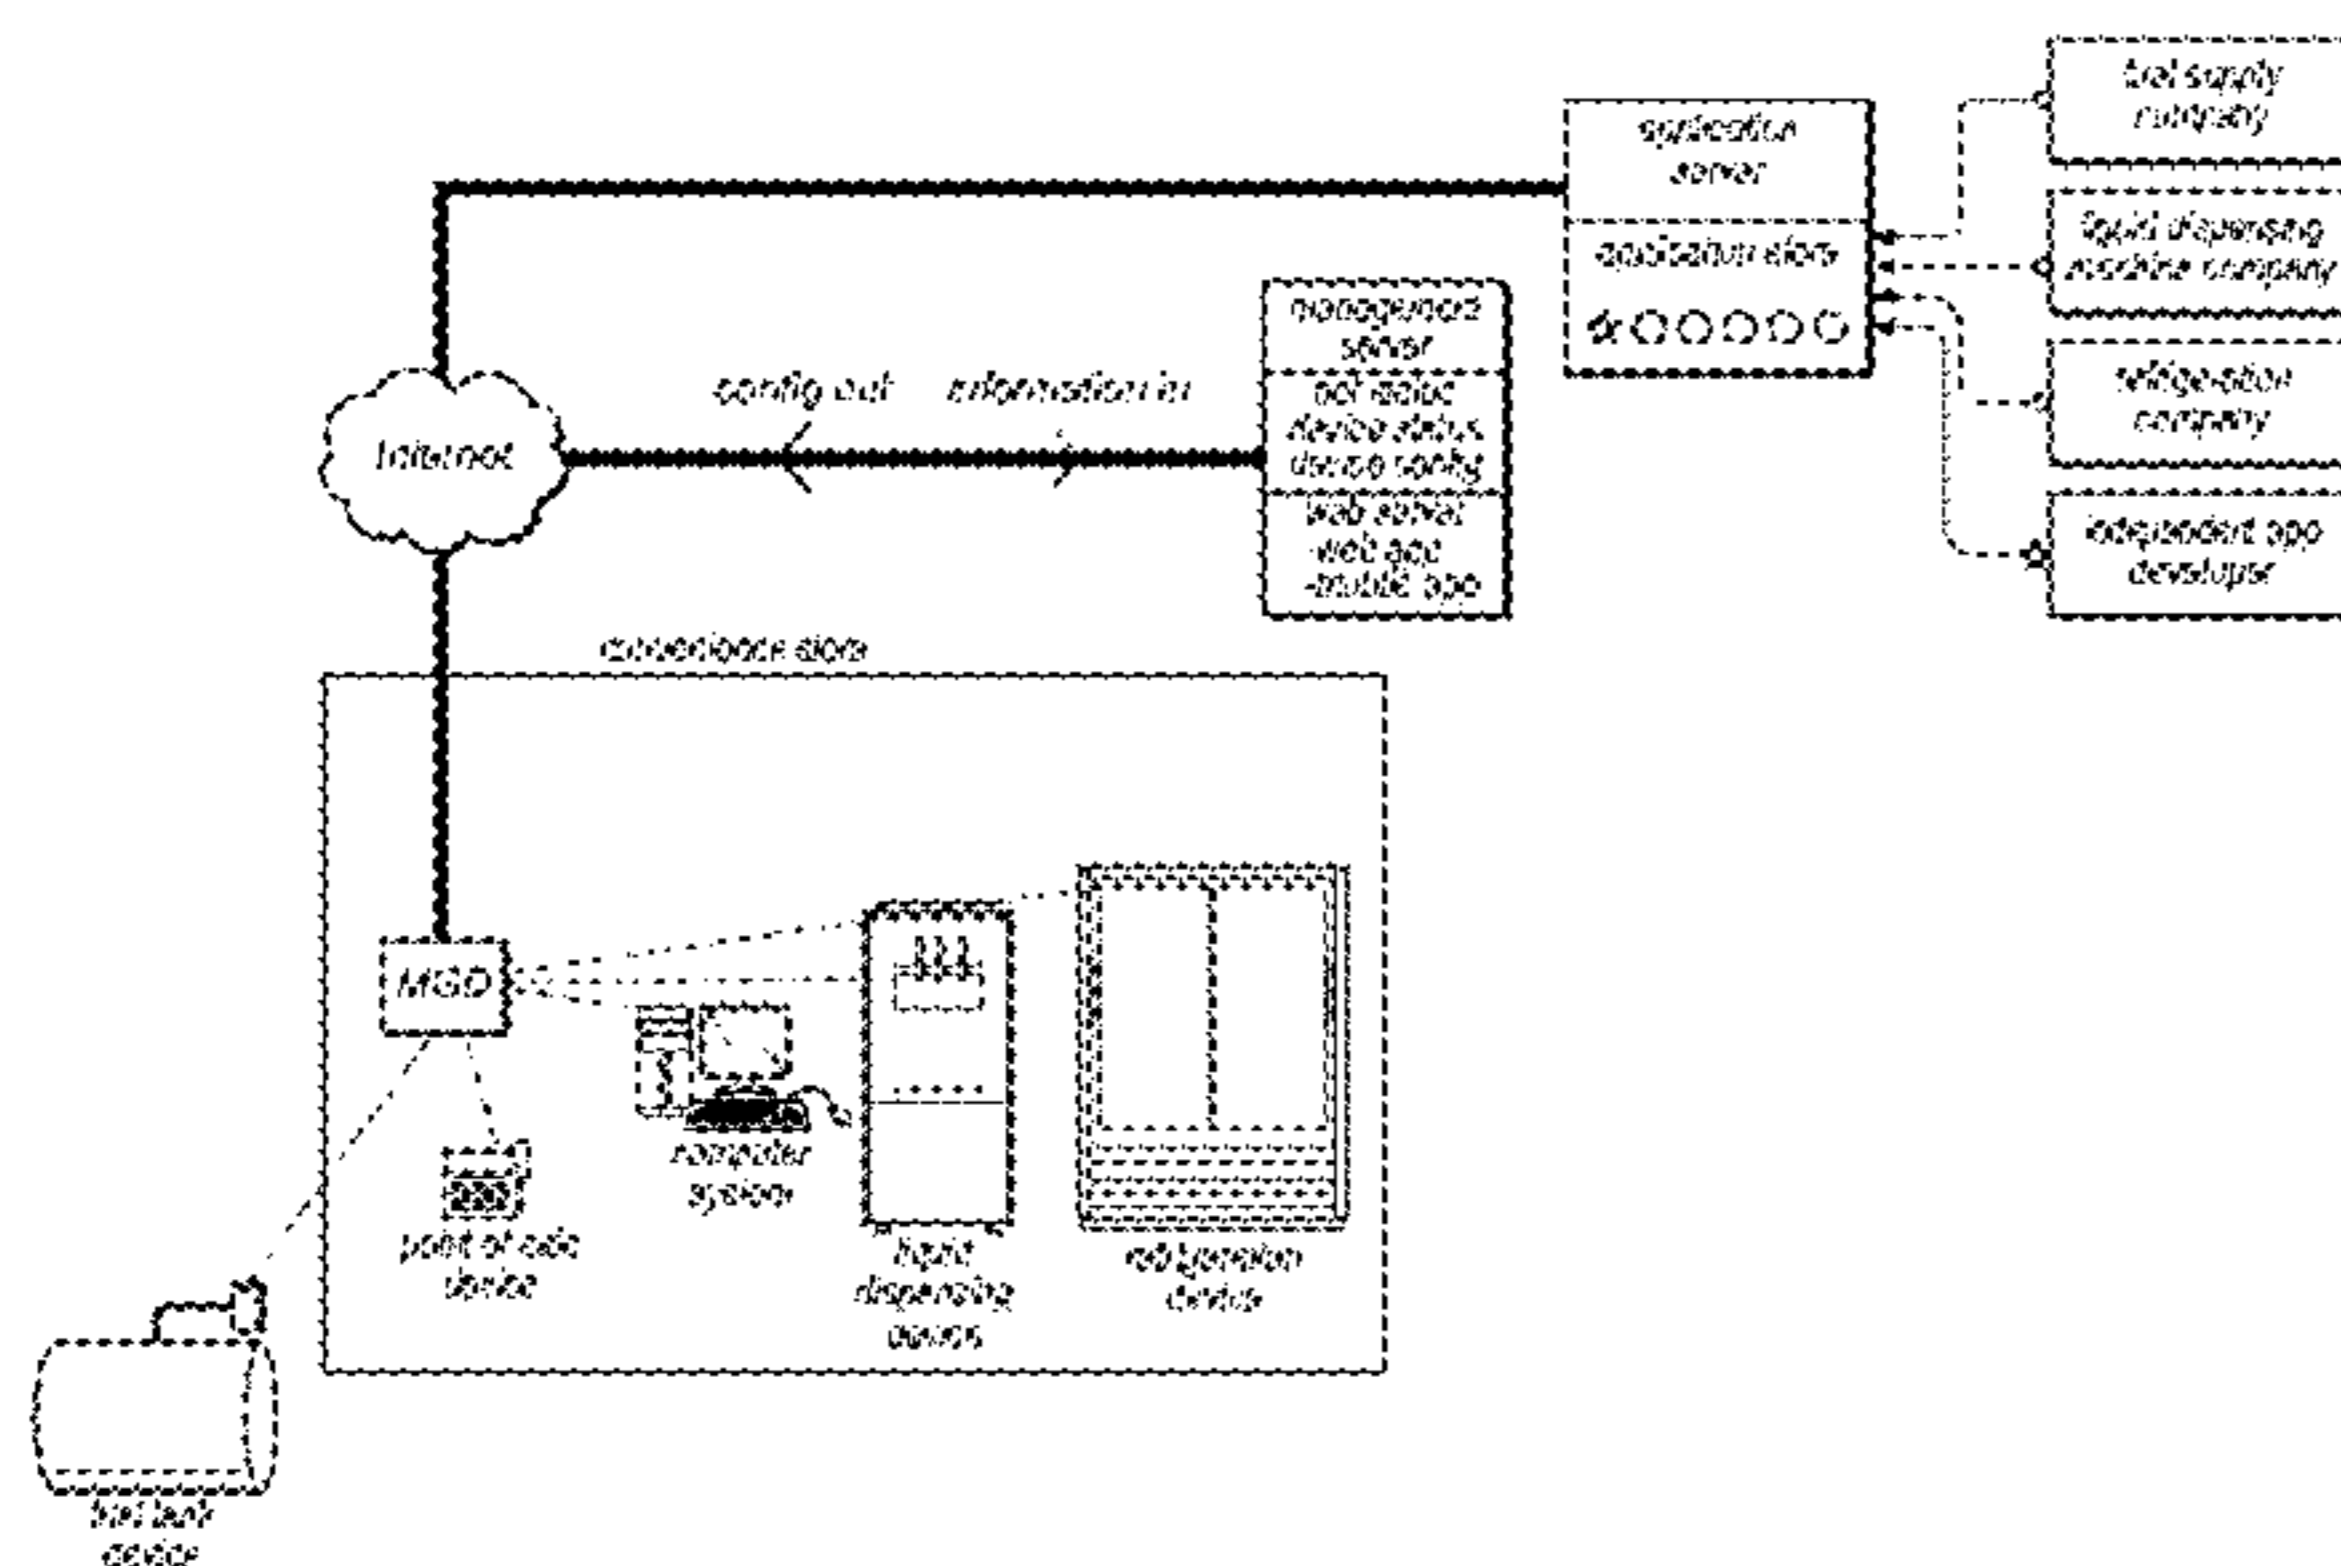 fuel supply
company
application
server
liquid dispensing
machine company
application store
management
server
refrigeration
company
config out
information in
device status
device config
Internet
web server
-web app
-mobile app
independent app
developer
convenience store
MGD
computer
system
point of sale
device
liquid
dispensing
device
refrigeration
device
fuel tank
device